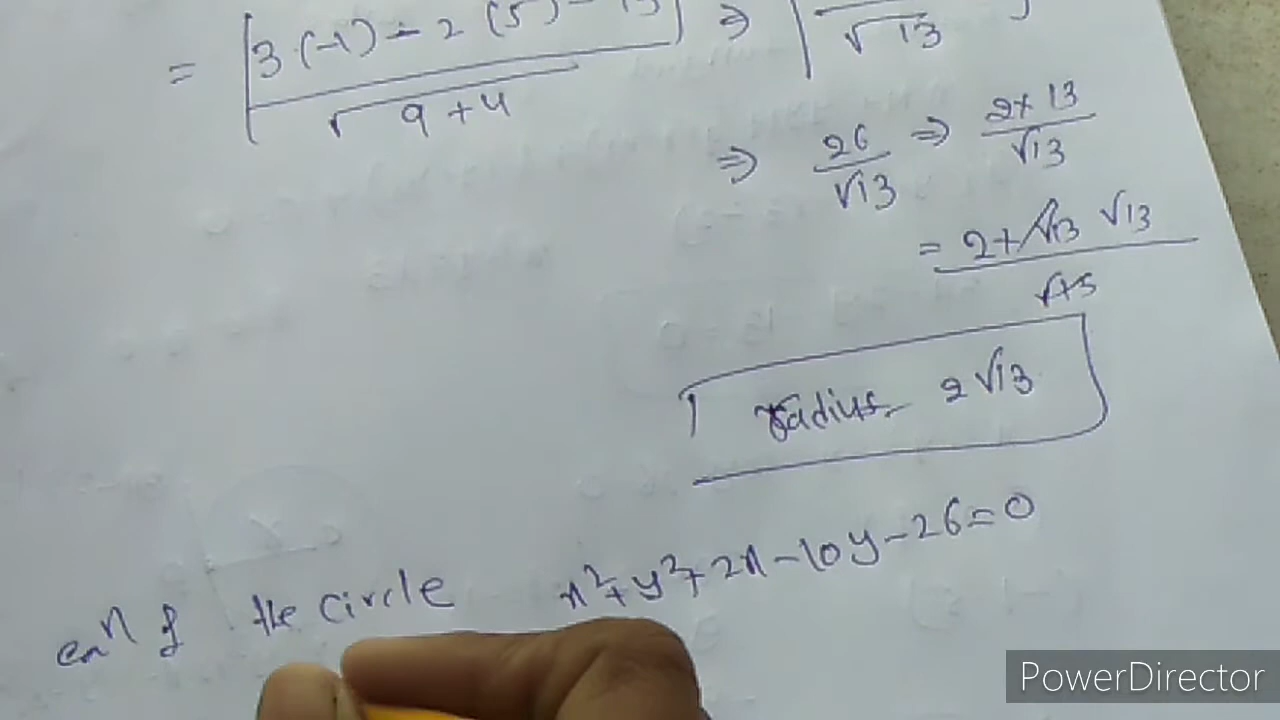 = |3(-1) - 2(5) - 13| ⇒
√9+4
√13
⇒ 26/√13 ⇒ 2×13/√13
= 2+√13 √13
√13
radius 2√13
en of the circle x²+y²+2x-10y-26=0
PowerDirector